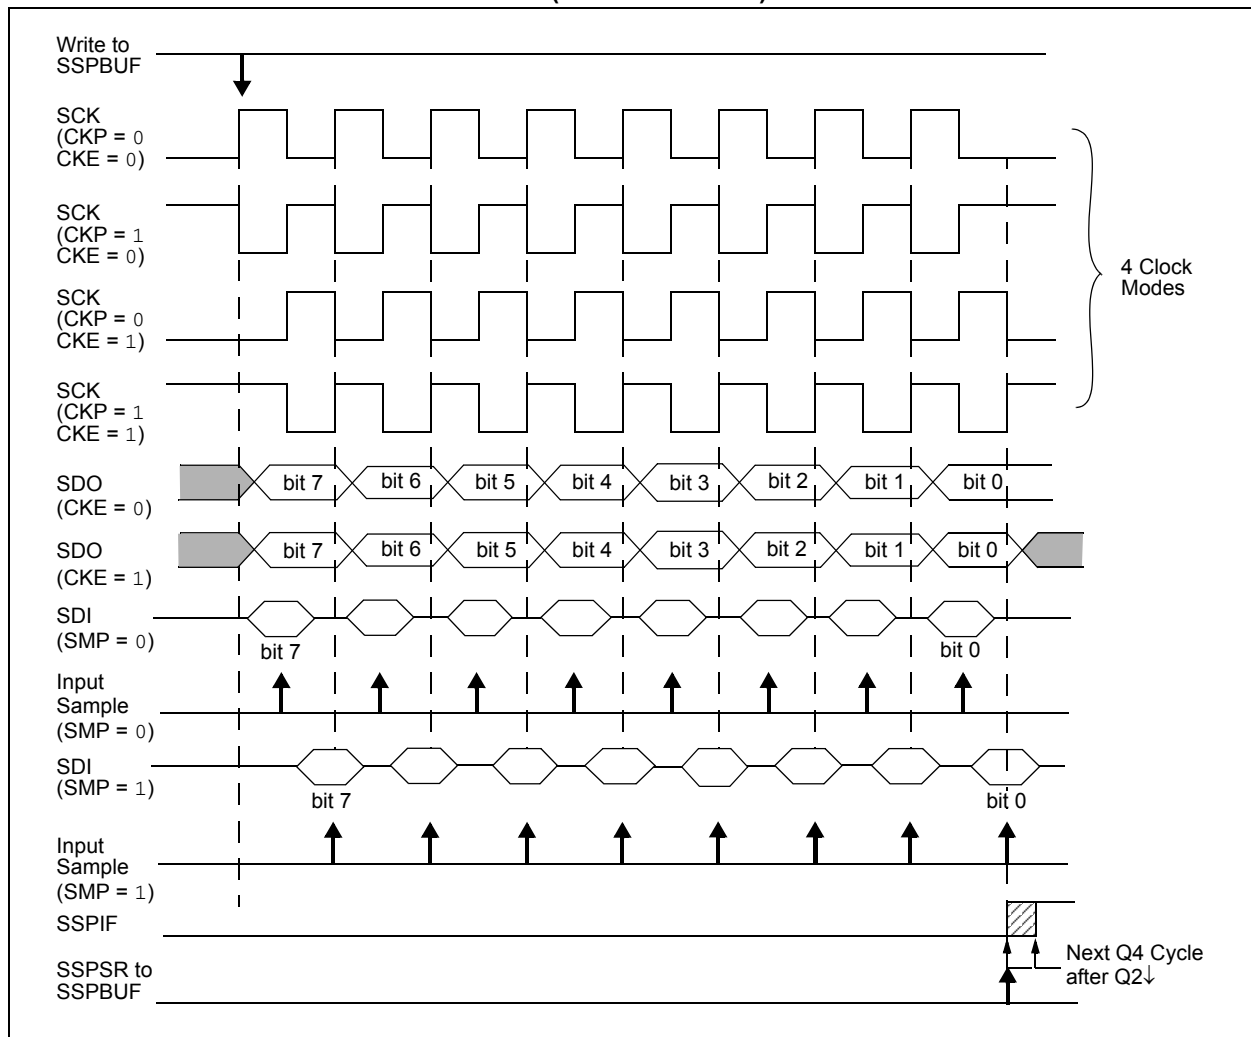 Write to
SSPBUF
SCK
(CKP = 0
CKE = 0)
SCK
(CKP = 1
CKE = 0)
4 Clock
Modes
SCK
(CKP = 0
CKE = 1)
SCK
(CKP = 1
CKE = 1)
SDO
(CKE = 0)
bit 7 bit 6 bit 5 bit 4 bit 3 bit 2 bit 1 bit 0
SDO
(CKE = 1)
bit 7 bit 6 bit 5 bit 4 bit 3 bit 2 bit 1 bit 0
SDI
(SMP = 0)
bit 7 bit 0
Input
Sample
(SMP = 0)
SDI
(SMP = 1)
bit 7 bit 0
Input
Sample
(SMP = 1)
SSPIF
Next Q4 Cycle
after Q2↓
SSPSR to
SSPBUF